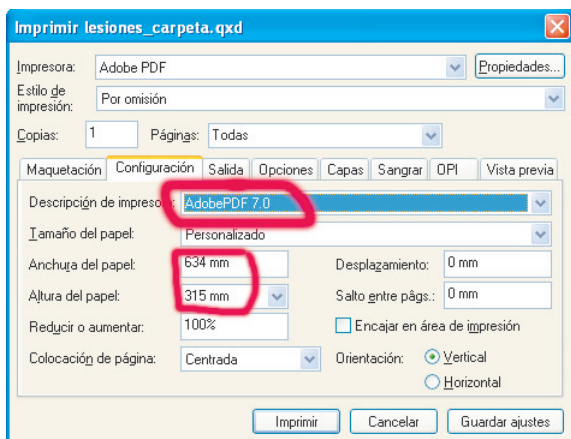 Imprimir lesiones_carpeta.qxd
Impresora: Adobe PDF Propiedades...
Estilo de impresión: Por omisión
Copias: 1 Páginas: Todas
Maquetación Configuración Salida Opciones Capas Sangrar OPI Vista previa
Descripción de impresora: AdobePDF 7.0
Tamaño del papel: Personalizado
Anchura del papel: 634 mm Desplazamiento: 0 mm
Altura del papel: 315 mm Salto entre págs.: 0 mm
Reducir o aumentar: 100% Encajar en área de impresión
Colocación de página: Centrada Orientación: Vertical
Horizontal
Imprimir Cancelar Guardar ajustes